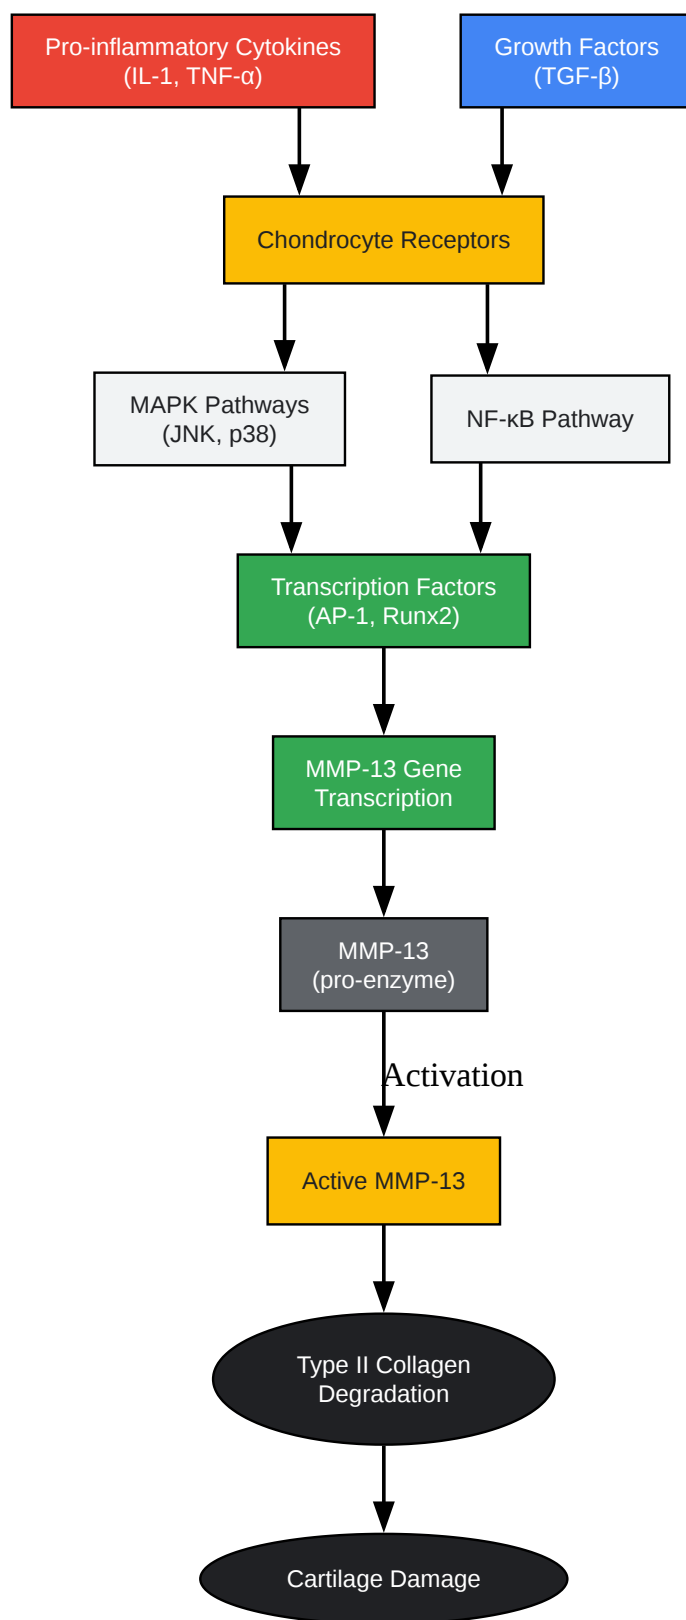 Pro-inflammatory Cytokines
(IL-1, TNF-α)
Growth Factors
(TGF-β)
Chondrocyte Receptors
MAPK Pathways
(JNK, p38)
NF-κB Pathway
Transcription Factors
(AP-1, Runx2)
MMP-13 Gene
Transcription
MMP-13
(pro-enzyme)
Activation
Active MMP-13
Type II Collagen
Degradation
Cartilage Damage